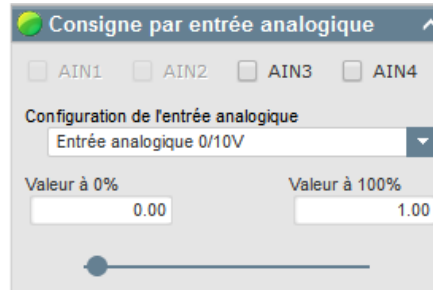 Consigne par entrée analogique
AIN1 AIN2 AIN3 AIN4
Configuration de l'entrée analogique
Entrée analogique 0/10V
Valeur à 0% Valeur à 100%
0.00 1.00